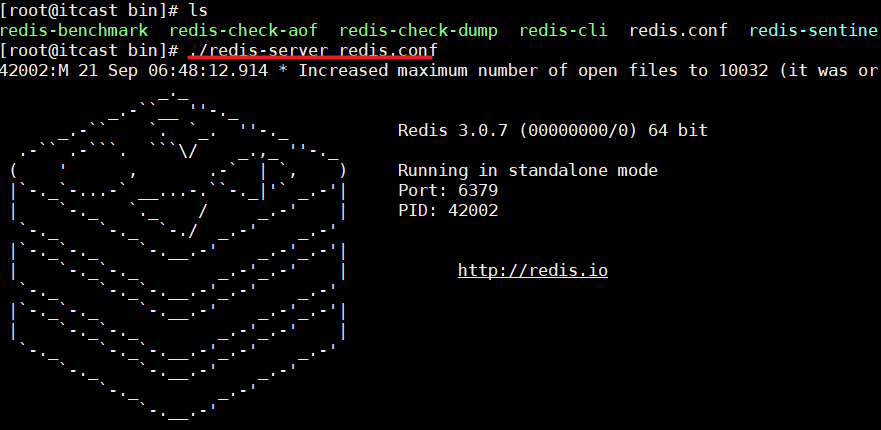 [root@itcast bin]# ls
redis-benchmark  redis-check-aof  redis-check-dump  redis-cli  redis.conf  redis-sentine
[root@itcast bin]# ./redis-server redis.conf
42002:M 21 Sep 06:48:12.914 * Increased maximum number of open files to 10032 (it was or
Redis 3.0.7 (00000000/0) 64 bit
Running in standalone mode
Port: 6379
PID: 42002
http://redis.io